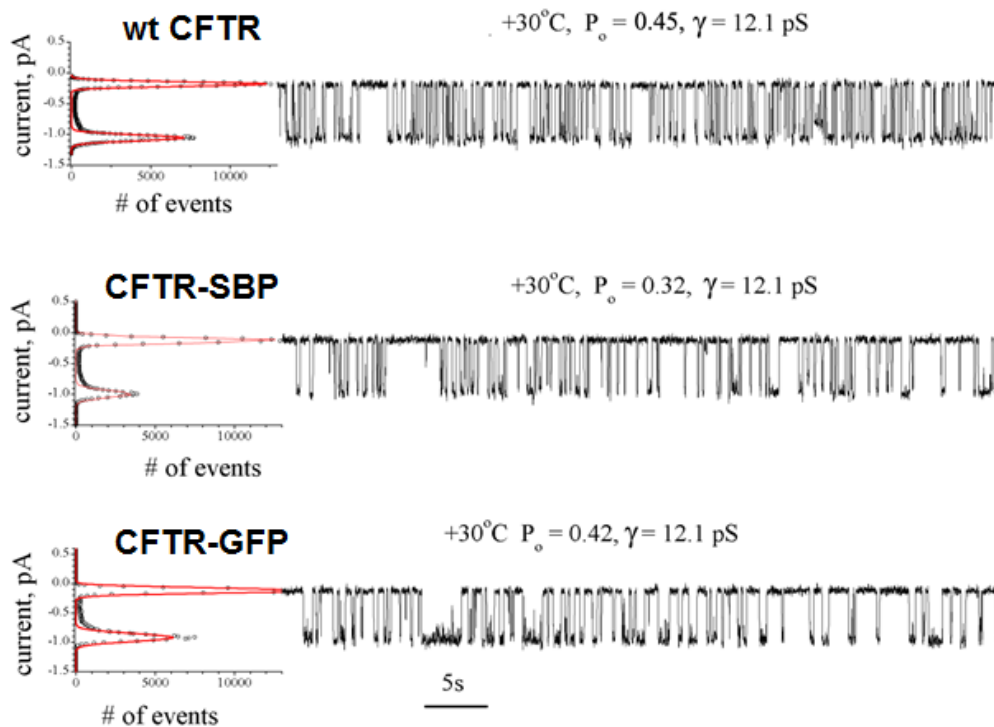 wt CFTR
+30°C, Pₒ = 0.45, γ = 12.1 pS
current, pA
0.5
0.0
-0.5
-1.0
-1.5
0 5000 10000
# of events
CFTR-SBP
+30°C, Pₒ = 0.32, γ = 12.1 pS
current, pA
0.5
0.0
-0.5
-1.0
-1.5
0 5000 10000
# of events
CFTR-GFP
+30°C Pₒ = 0.42, γ = 12.1 pS
current, pA
0.5
0.0
-0.5
-1.0
-1.5
0 5000 10000
# of events
5s